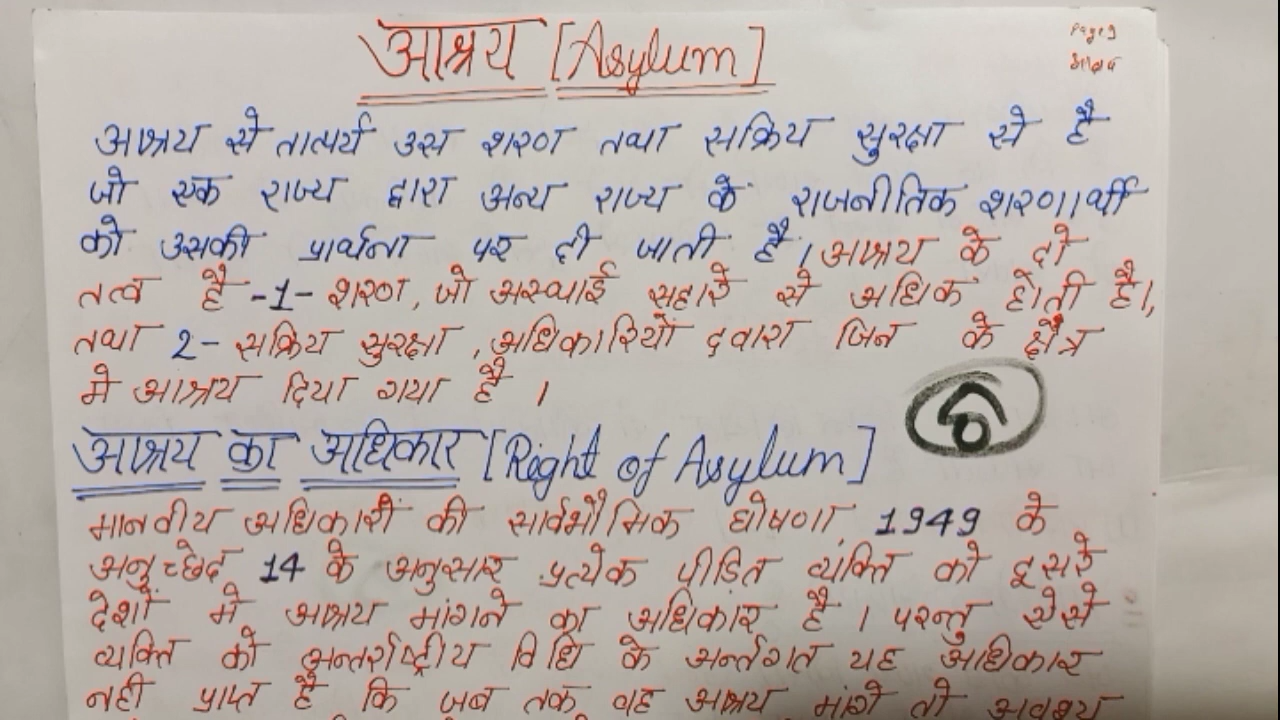 आश्रय [Asylum]
Page 9
आश्रय से तात्पर्य उस शरण तथा सक्रिय सुरक्षा से है
जो एक राज्य द्वारा अन्य राज्य के राजनीतिक शरणार्थी
को उसकी प्रार्थना पर दी जाती है। आश्रय के दो
तत्व है -1- शरण, जो अस्थाई सहारे से अधिक होती है।,
तथा 2- सक्रिय सुरक्षा, अधिकारियों द्वारा जिन के क्षेत्र
मे आश्रय दिया गया है ।
6
आश्रय का अधिकार [Right of Asylum]
मानवीय अधिकारों की सार्वभौमिक घोषणा, 1949 के
अनुच्छेद 14 के अनुसार प्रत्येक पीड़ित व्यक्ति को दूसरे
देशो मे आश्रय मांगने का अधिकार है । परन्तु ऐसे
व्यक्ति को अन्तर्राष्ट्रीय विधि के अर्न्तगत यह अधिकार
नही प्राप्त है कि जब तक वह आश्रय मांगे तो अवश्य